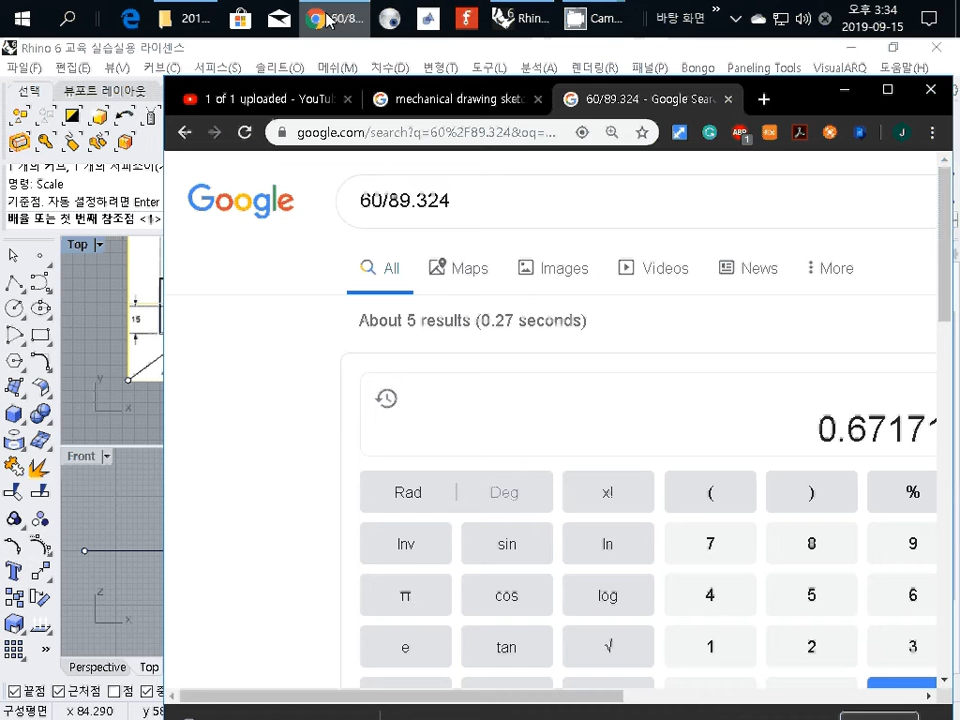 201...
60/8...
Rhin...
Cam...
바탕 화면
오후 3:34
2019-09-15
Rhino 6 교육 실습실용 라이센스
파일(F) 편집(E) 뷰(V) 커브(C) 서피스(S) 솔리드(O) 메쉬(M) 치수(D) 변형(T) 도구(L) 분석(A) 렌더링(R) 패널(P) Bongo Paneling Tools VisualARQ 도움말(H)
선택 뷰포트 레이아웃
1 of 1 uploaded - YouTu
mechanical drawing sket
60/89.324 - Google Sear
google.com/search?q=60%2F89.324&oq=...
ABP
1
J
명령: Scale
기준점. 자동 설정하려면 Enter
배율 또는 첫 번째 참조점 <1>
Google
60/89.324
All Maps Images Videos News More
About 5 results (0.27 seconds)
Top
15
y
x
0.67171
Rad Deg x! ( ) %
Front
Inv sin ln 7 8 9
π cos log 4 5 6
z
x
e tan √ 1 2 3
Perspective Top
끝점 근처점 점
구성평면 x 84.290 y 58